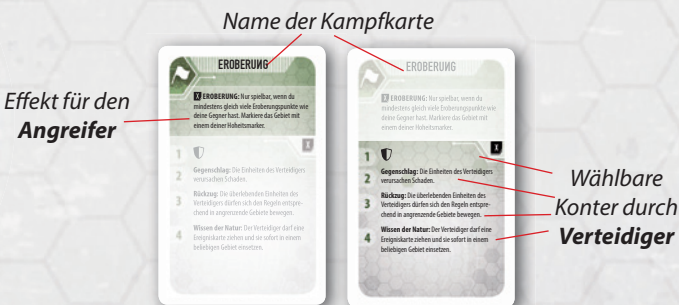 Name der Kampfkarte
Effekt für den
Angreifer
EROBERUNG
X EROBERUNG: Nur spielbar, wenn du
mindestens gleich viele Eroberungspunkte wie
deine Gegner hast. Markiere das Gebiet mit
einem deiner Hoheitsmarker.
X
1
2 Gegenschlag: Die Einheiten des Verteidigers
verursachen Schaden.
3 Rückzug: Die überlebenden Einheiten des
Verteidigers dürfen sich den Regeln entspre-
chend in angrenzende Gebiete bewegen.
4 Wissen der Natur: Der Verteidiger darf eine
Ereigniskarte ziehen und sie sofort in einem
beliebigen Gebiet einsetzen.
EROBERUNG
X EROBERUNG: Nur spielbar, wenn du
mindestens gleich viele Eroberungspunkte wie
deine Gegner hast. Markiere das Gebiet mit
einem deiner Hoheitsmarker.
X
1
2 Gegenschlag: Die Einheiten des Verteidigers
verursachen Schaden.
3 Rückzug: Die überlebenden Einheiten des
Verteidigers dürfen sich den Regeln entspre-
chend in angrenzende Gebiete bewegen.
4 Wissen der Natur: Der Verteidiger darf eine
Ereigniskarte ziehen und sie sofort in einem
beliebigen Gebiet einsetzen.
Wählbare
Konter durch
Verteidiger